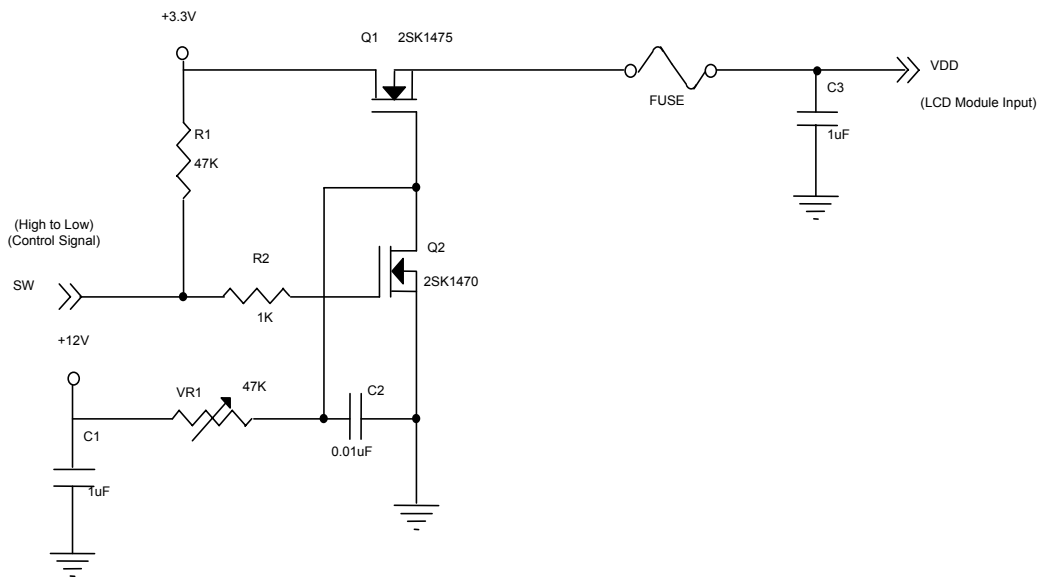 +3.3V
Q1 2SK1475
VDD
FUSE
C3
(LCD Module Input)
R1
1uF
47K
(High to Low)
(Control Signal)
Q2
R2
SW
2SK1470
1K
+12V
VR1
47K
C2
C1
0.01uF
1uF